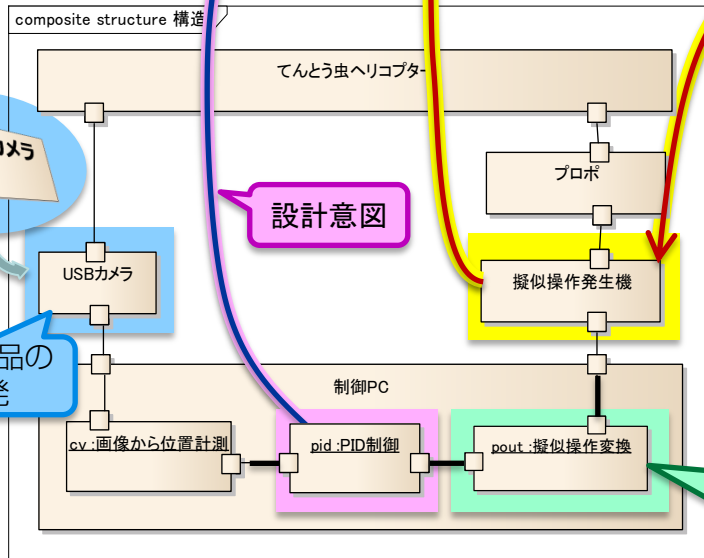 composite structure 構造
てんとう虫ヘリコプター
メラ
プロポ
設計意図
USBカメラ
擬似操作発生機
品の
発
制御PC
cv :画像から位置計測
pid :PID制御
pout :擬似操作変換